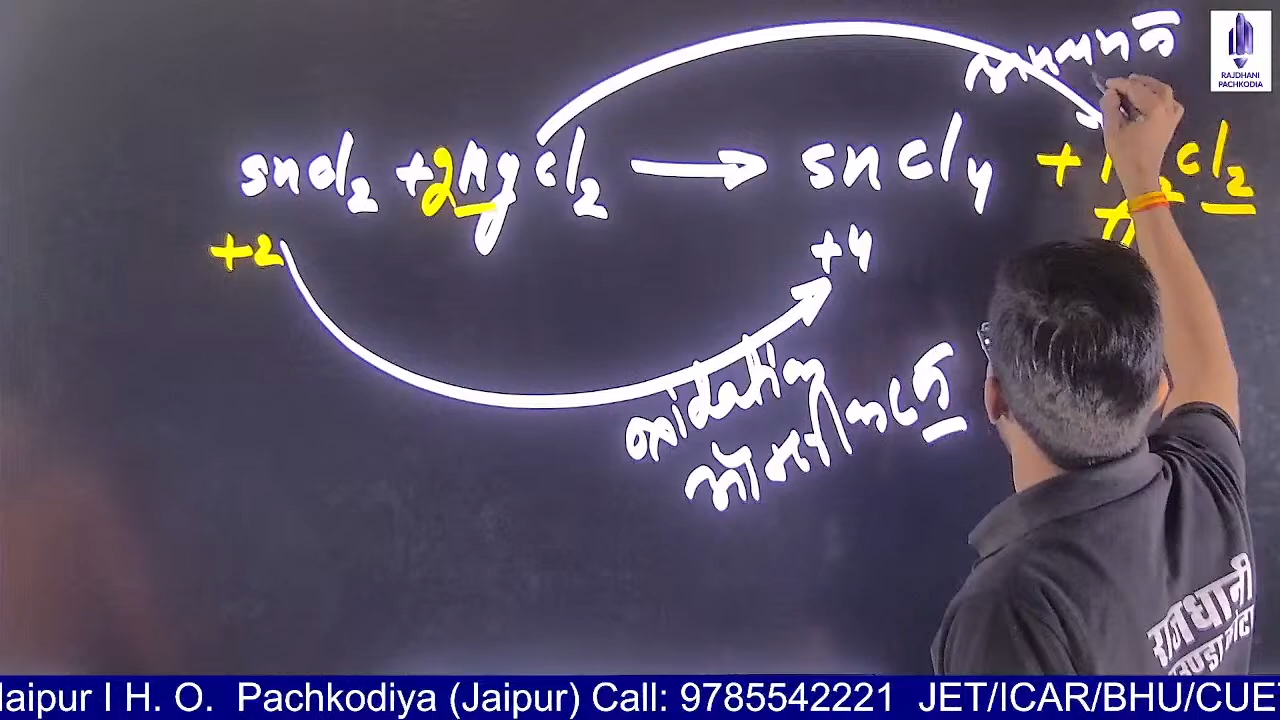 अपचयन
RAJDHANI
PACHKODIA
sncl2 + 2Hgcl2 → sncl4 + cl2
+2
+4
आंशिक
ऑक्सीकरण
राजधानी
Jaipur I H. O. Pachkodiya (Jaipur) Call: 9785542221 JET/ICAR/BHU/CUET